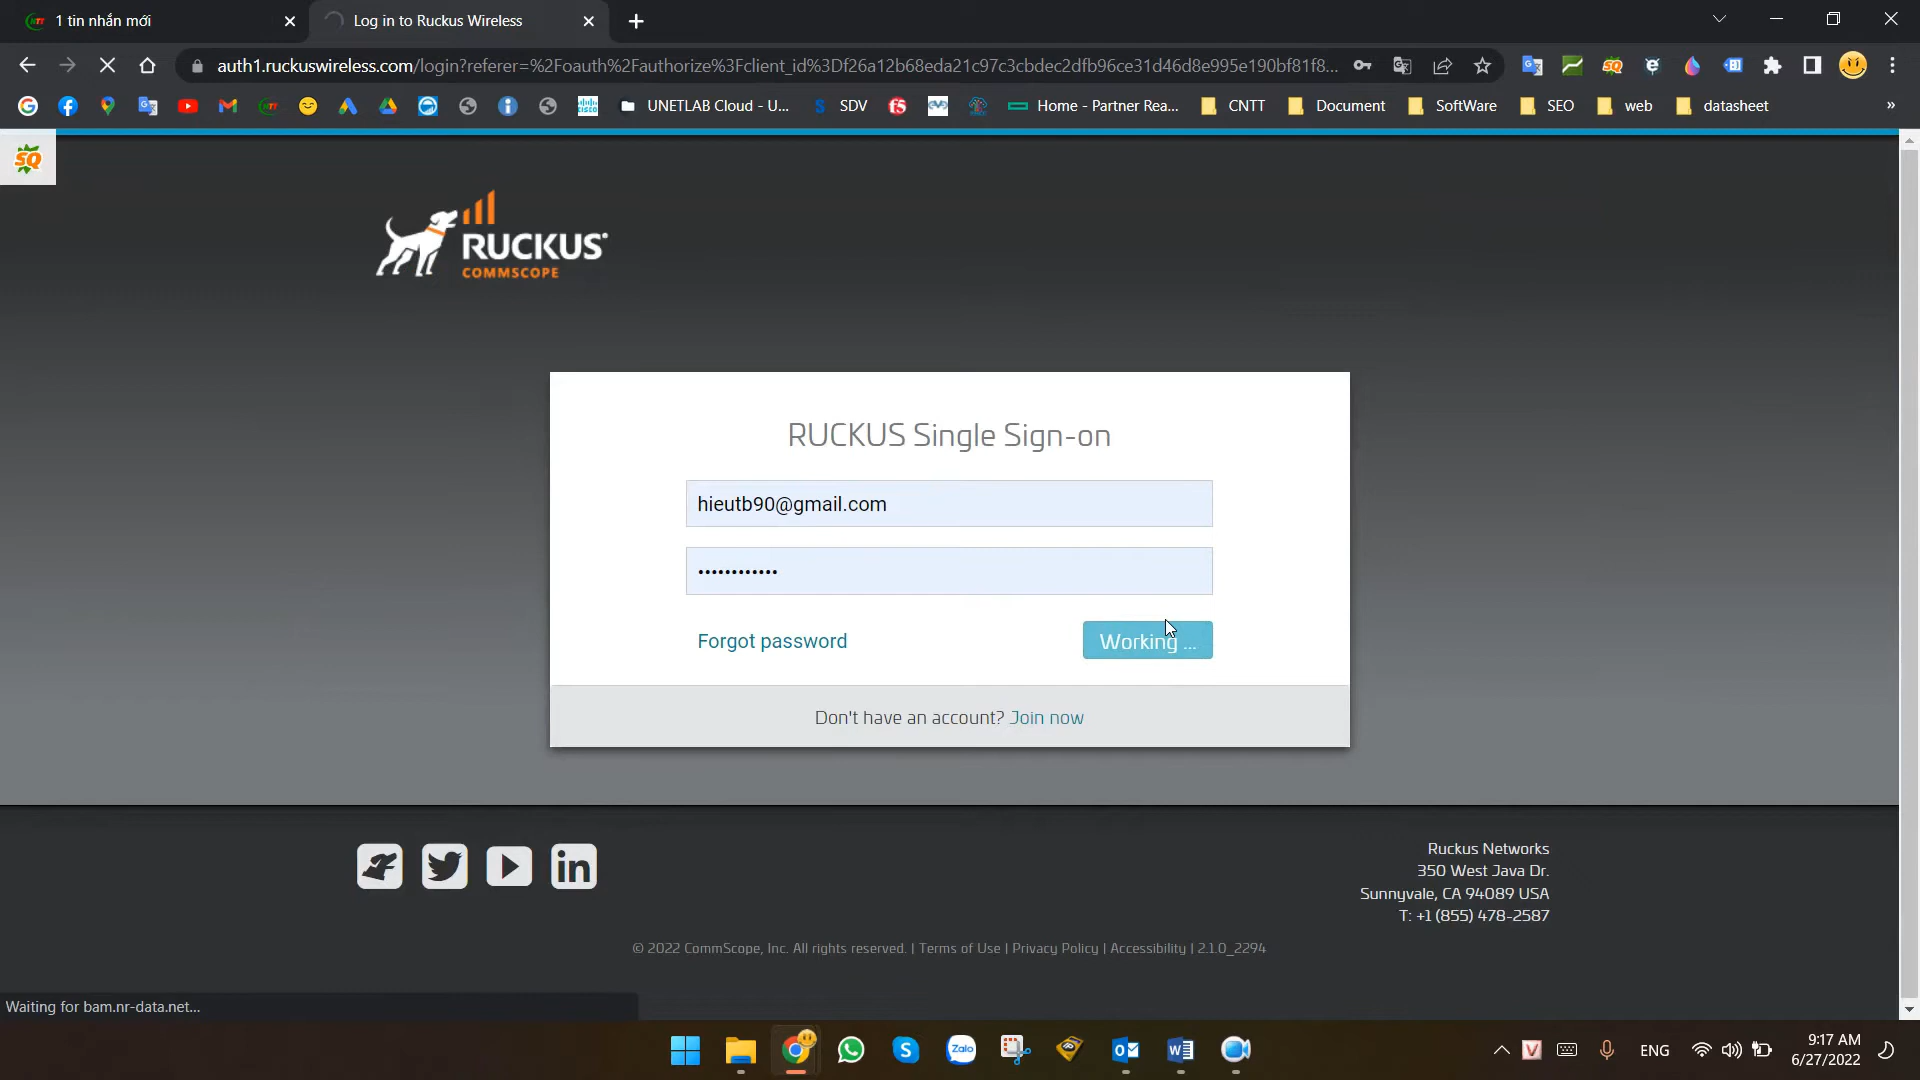 1 tin nhắn mới
Log in to Ruckus Wireless
auth1.ruckuswireless.com/login?referer=%2Foauth%2Fauthorize%3Fclient_id%3Df26a12b68eda21c97c3cbdec2dfb96ce31d46d8e995e190bf81f8...
UNETLAB Cloud - U...
SDV
Home - Partner Rea...
CNTT
Document
SoftWare
SEO
web
datasheet
»
SQ
RUCKUS
COMMSCOPE
RUCKUS Single Sign-on
hieutb90@gmail.com
••••••••••••
Forgot password
Working ...
Don't have an account? Join now
Ruckus Networks
350 West Java Dr.
Sunnyvale, CA 94089 USA
T: +1 (855) 478-2587
© 2022 CommScope, Inc. All rights reserved. | Terms of Use | Privacy Policy | Accessibility | 2.1.0_2294
Waiting for bam.nr-data.net...
Zalo
ENG
9:17 AM
6/27/2022